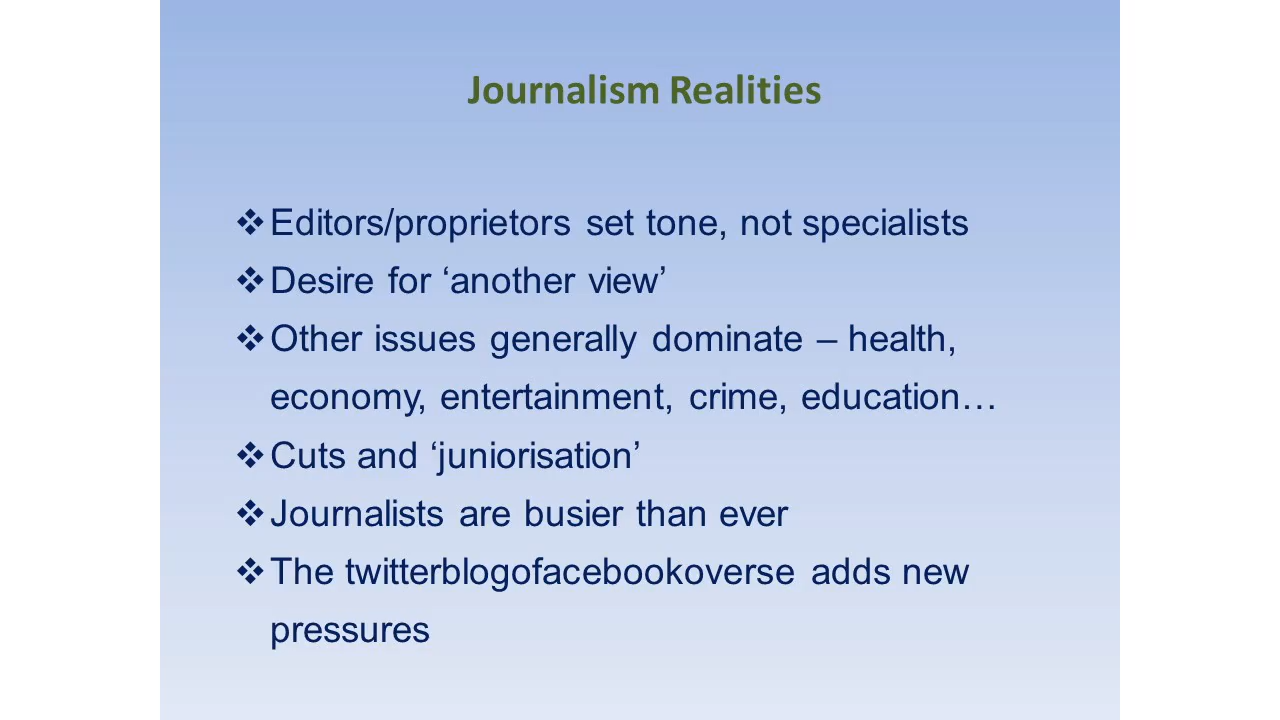 Journalism Realities
❖Editors/proprietors set tone, not specialists
❖Desire for ‘another view’
❖Other issues generally dominate – health,
economy, entertainment, crime, education…
❖Cuts and ‘juniorisation’
❖Journalists are busier than ever
❖The twitterblogofacebookoverse adds new
pressures